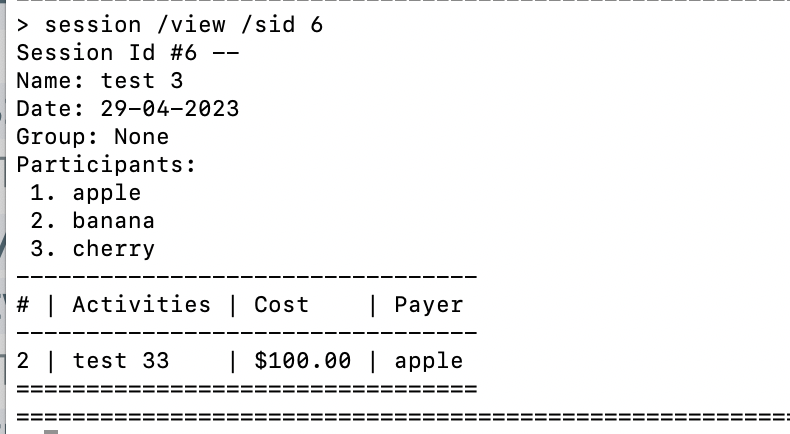 > session /view /sid 6
Session Id #6 --
Name: test 3
Date: 29-04-2023
Group: None
Participants:
1. apple
2. banana
3. cherry
---------------------------------
# | Activities | Cost    | Payer
---------------------------------
2 | test 33    | $100.00 | apple
=================================
=======================================================